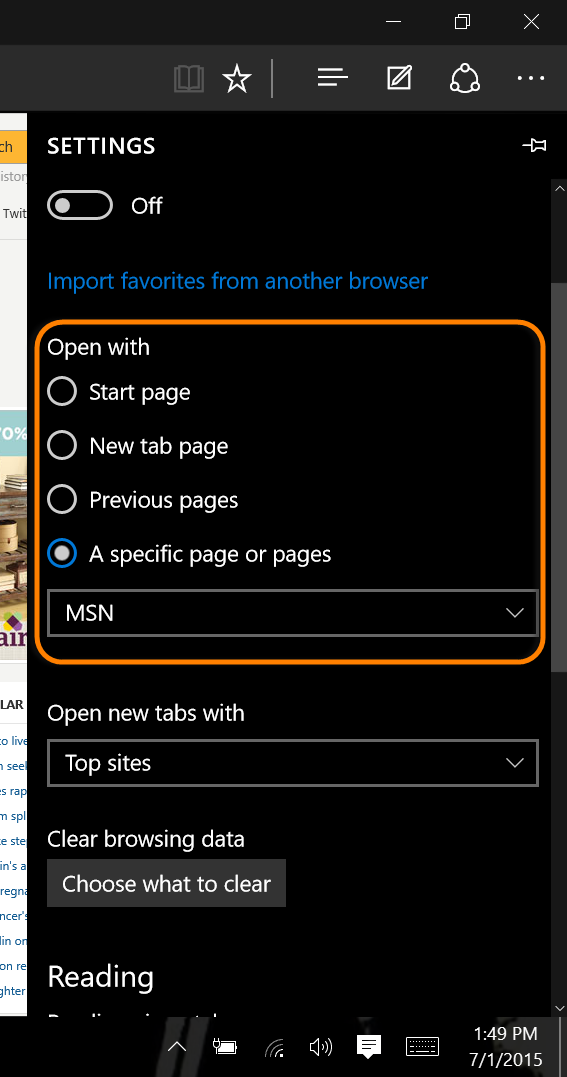 SETTINGS
Off
Import favorites from another browser
Open with
Start page
New tab page
Previous pages
A specific page or pages
MSN
Open new tabs with
Top sites
Clear browsing data
Choose what to clear
Reading
1:49 PM
7/1/2015